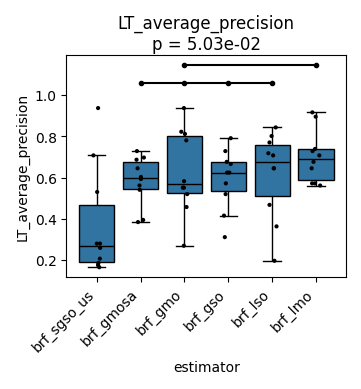 LT_average_precision
p = 5.03e-02
LT_average_precision
1.0
0.8
0.6
0.4
0.2
brf_sgso_us
brf_gmosa
brf_gmo
brf_gso
brf_lso
brf_lmo
estimator